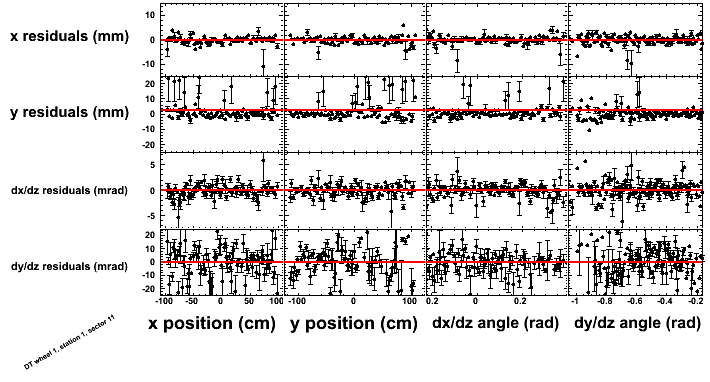 x residuals (mm)
10
0
-10
y residuals (mm)
20
10
0
-10
-20
dx/dz residuals (mrad)
5
0
-5
dy/dz residuals (mrad)
20
10
0
-10
-20
-100 -50 0 50 100 -100 0 100 0.2 0 0.2 -1 -0.8 -0.6 -0.4 -0.2
x position (cm) y position (cm) dx/dz angle (rad) dy/dz angle (rad)
DT wheel 1, station 1, sector 11